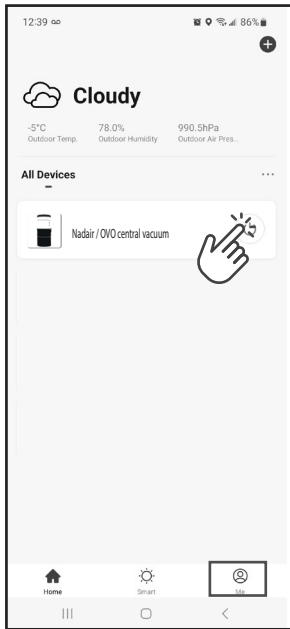 12:39
86%
Cloudy
-5°C 78.0% 990.5hPa
Outdoor Temp. Outdoor Humidity Outdoor Air Pres...
All Devices
Nadair / OVO central vacuum
Home Smart Me